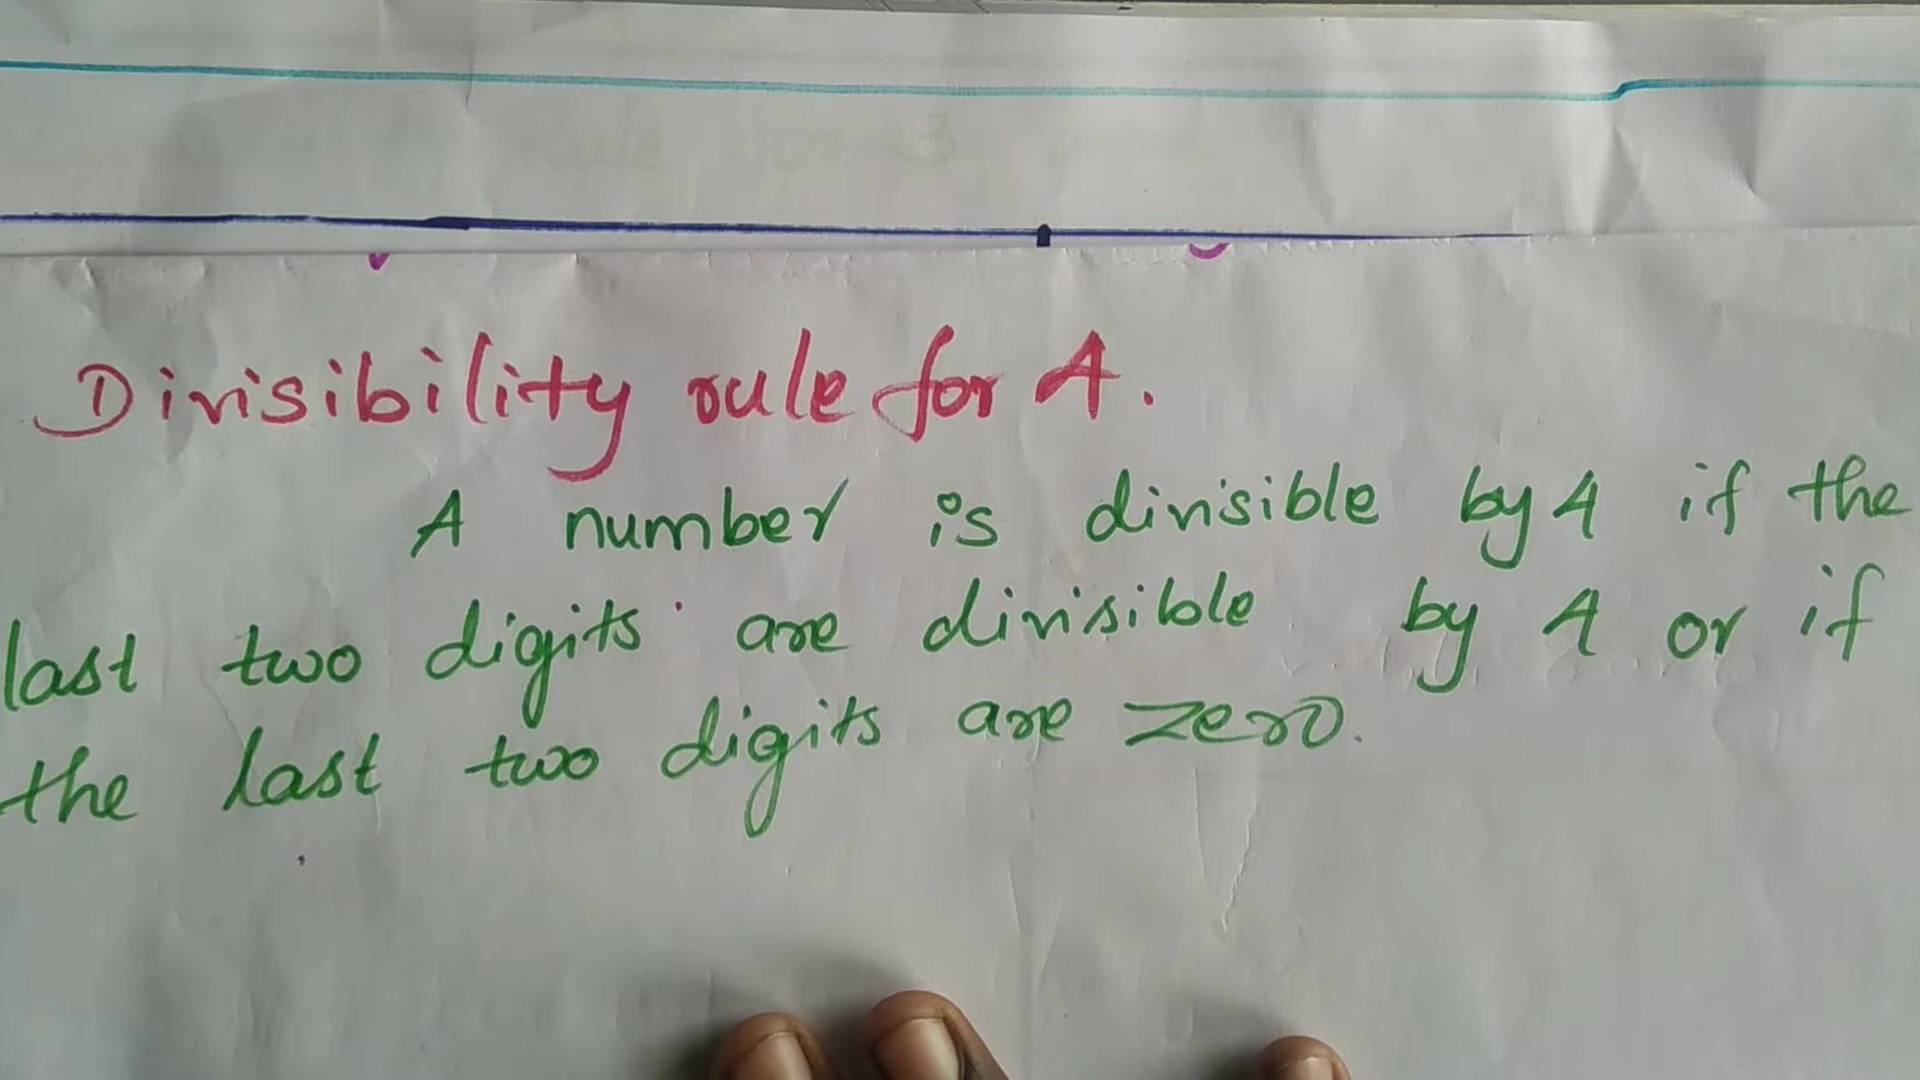 Divisibility rule for 4.
A number is divisible by 4 if the
last two digits are divisible by 4 or if
the last two digits are zero.